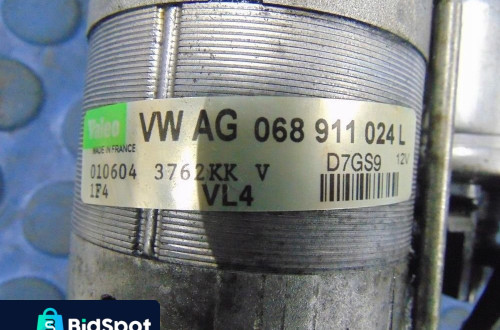 Valeo
MADE IN FRANCE
VW AG 068 911 024 L
010604 3762KK V
D7GS9 12V
1F4 VL4
BidSpot